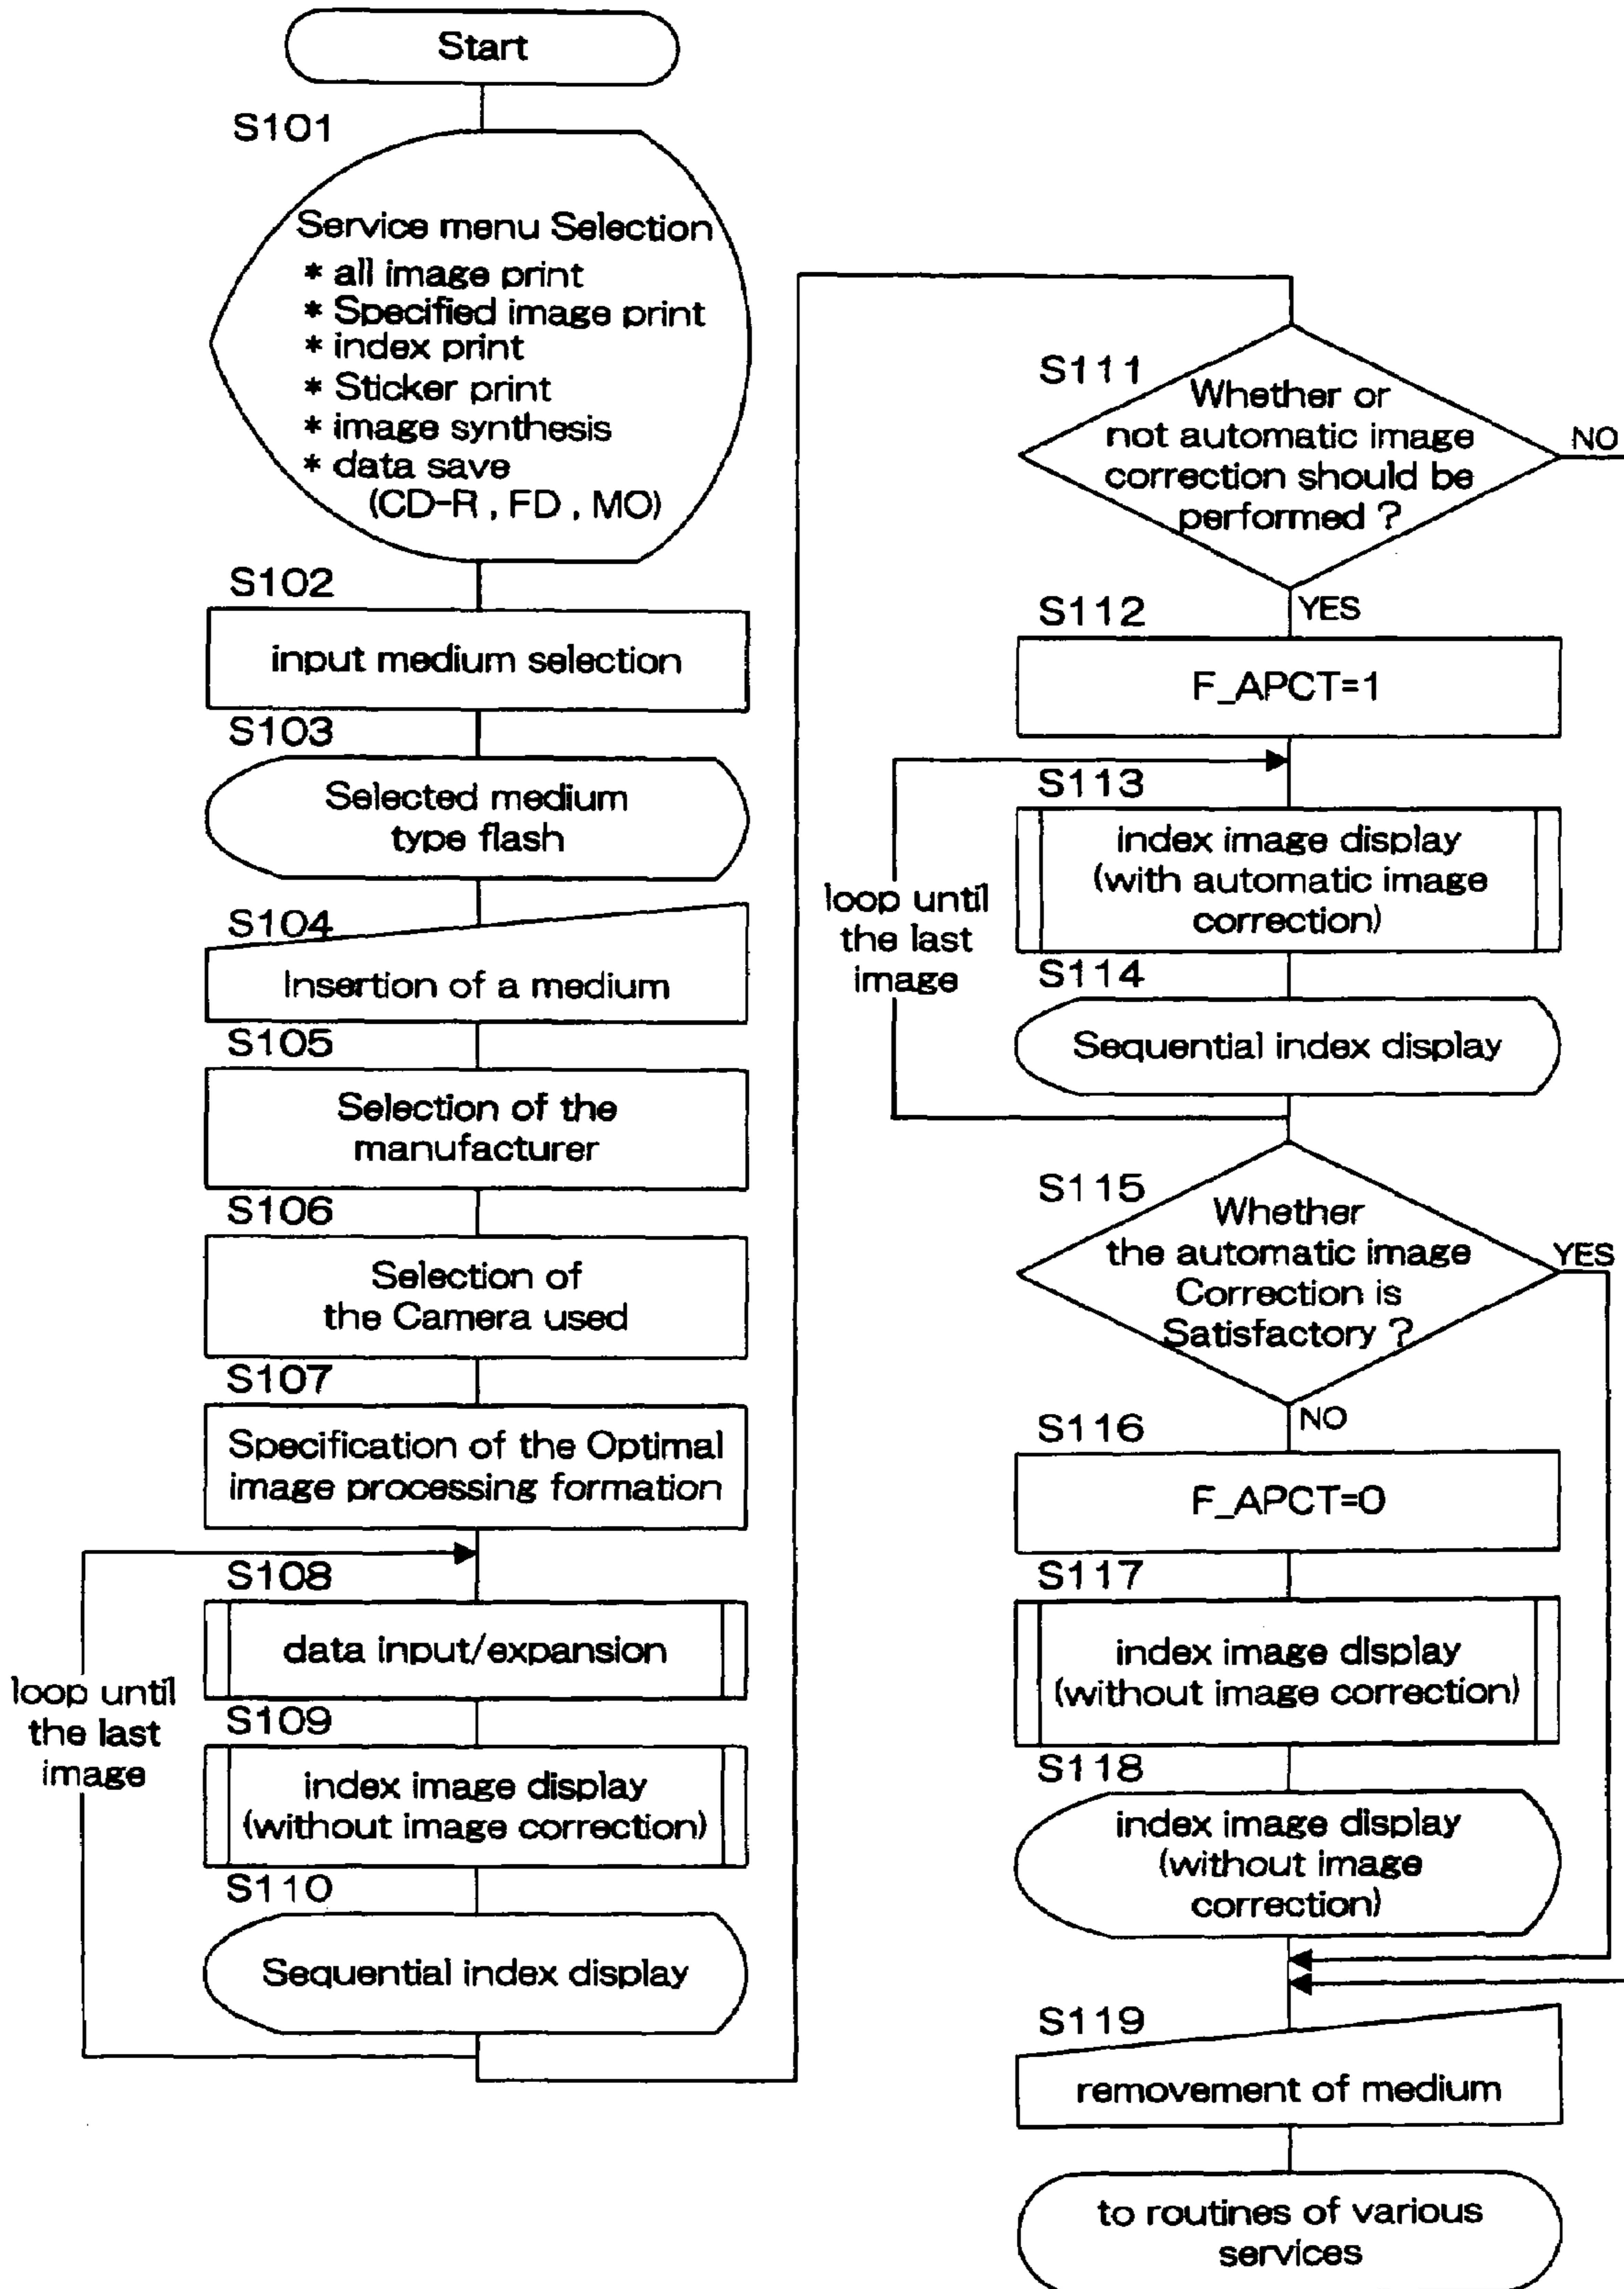 Start
S101
Service menu Selection
* all image print
* Specified image print
* index print
* Sticker print
* image synthesis
* data save
(CD-R , FD , MO)
S102
input medium selection
S103
Selected medium
type flash
S104
Insertion of a medium
S105
Selection of the
manufacturer
S106
Selection of
the Camera used
S107
Specification of the Optimal
image processing formation
S108
data input/expansion
loop until
the last
image
S109
index image display
(without image correction)
S110
Sequential index display
S111
Whether or
not automatic image
correction should be
performed ?
NO
YES
S112
F_APCT=1
S113
index image display
(with automatic image
correction)
loop until
the last
image
S114
Sequential index display
S115
Whether
the automatic image
Correction is
Satisfactory ?
YES
NO
S116
F_APCT=0
S117
index image display
(without image correction)
S118
index image display
(without image
correction)
S119
removement of medium
to routines of various
services